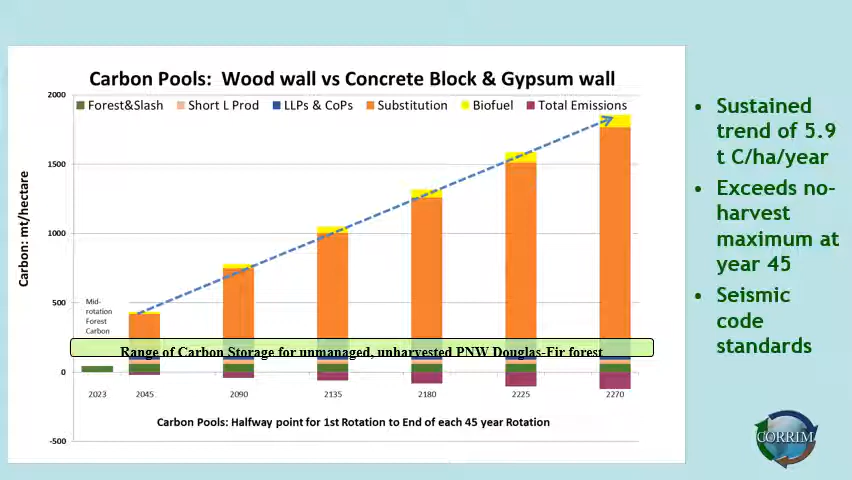 Carbon Pools: Wood wall vs Concrete Block & Gypsum wall
Forest&Slash Short L Prod LLPs & CoPs Substitution Biofuel Total Emissions
Carbon: mt/hectare
2000
1500
1000
500
0
-500
Mid-
rotation
Forest
Carbon
Range of Carbon Storage for unmanaged, unharvested PNW Douglas-Fir forest
2023 2045 2090 2135 2180 2225 2270
Carbon Pools: Halfway point for 1st Rotation to End of each 45 year Rotation
• Sustained
trend of 5.9
t C/ha/year
• Exceeds no-
harvest
maximum at
year 45
• Seismic
code
standards
CORRIM